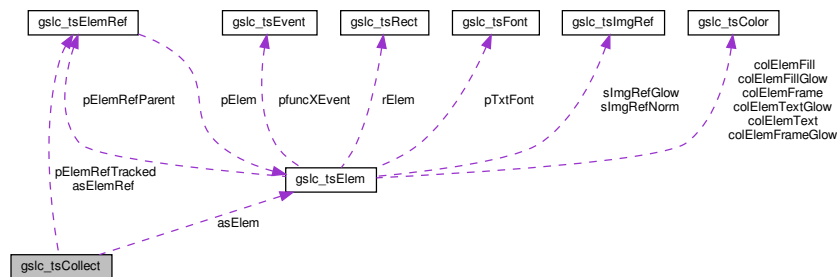 gslc_tsElemRef
gslc_tsEvent
gslc_tsRect
gslc_tsFont
gslc_tsImgRef
gslc_tsColor
pElemRefParent
pElem
pfuncXEvent
rElem
pTxtFont
sImgRefGlow
sImgRefNorm
colElemFill
colElemFillGlow
colElemFrame
colElemTextGlow
colElemText
colElemFrameGlow
pElemRefTracked
asElemRef
gslc_tsElem
asElem
gslc_tsCollect